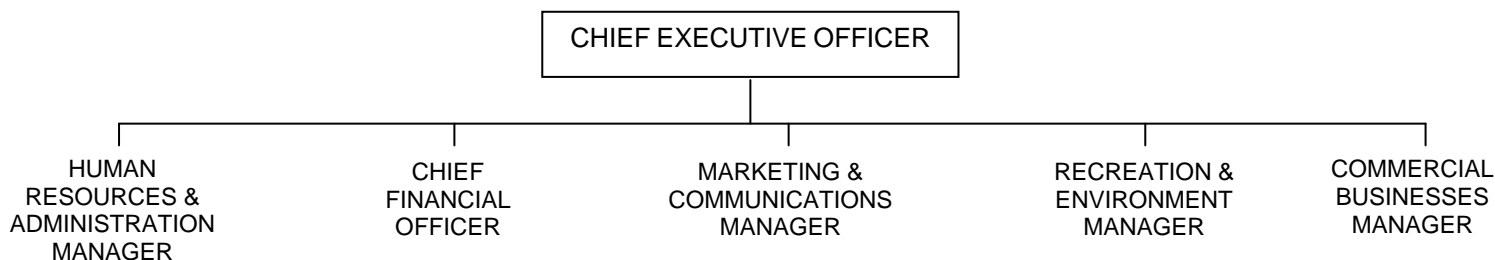 CHIEF EXECUTIVE OFFICER
HUMAN
RESOURCES &
ADMINISTRATION
MANAGER
CHIEF
FINANCIAL
OFFICER
MARKETING &
COMMUNICATIONS
MANAGER
RECREATION &
ENVIRONMENT
MANAGER
COMMERCIAL
BUSINESSES
MANAGER